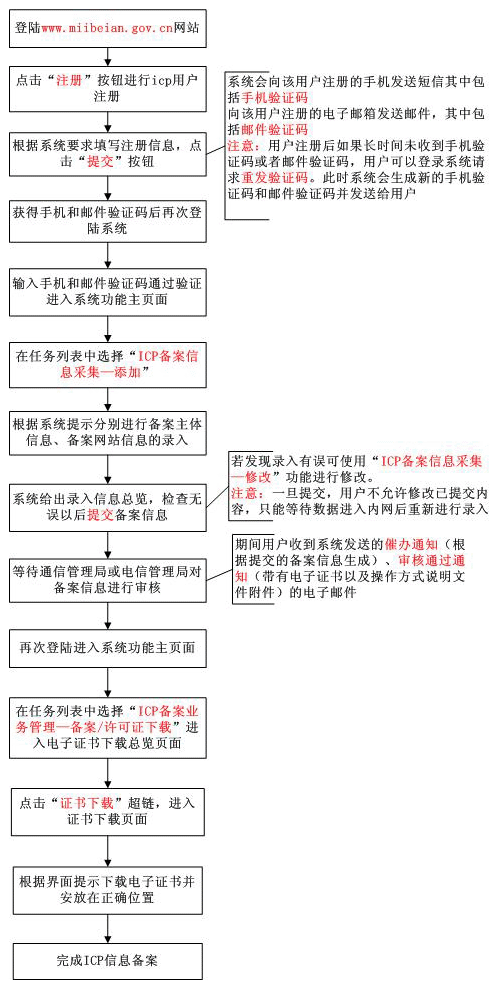 登陆www.miibeian.gov.cn网站
点击“注册”按钮进行icp用户
注册
系统会向该用户注册的手机发送短信其中包
括手机验证码
向该用户注册的电子邮箱发送邮件，其中包
括邮件验证码
注意：用户注册后如果长时间未收到手机验
证码或者邮件验证码，用户可以登录系统请
求重发验证码。此时系统会生成新的手机验
证码和邮件验证码并发送给用户
根据系统要求填写注册信息，点
击“提交”按钮
获得手机和邮件验证码后再次登
陆系统
输入手机和邮件验证码通过验证
进入系统功能主页面
在任务列表中选择“ICP备案信
息采集—添加”
根据系统提示分别进行备案主体
信息、备案网站信息的录入
若发现录入有误可使用“ICP备案信息采集
—修改”功能进行修改。
注意：一旦提交，用户不允许修改已提交内
容，只能等待数据进入内网后重新进行录入
系统给出录入信息总览，检查无
误以后提交备案信息
期间用户收到系统发送的催办通知（根
据提交的备案信息生成）、审核通过通
知（带有电子证书以及操作方式说明文
件附件）的电子邮件
等待通信管理局或电信管理局对
备案信息进行审核
再次登陆进入系统功能主页面
在任务列表中选择“ICP备案业
务管理—备案/许可证下载”进
入电子证书下载总览页面
点击“证书下载”超链，进入
证书下载页面
根据界面提示下载电子证书并
安放在正确位置
完成ICP信息备案